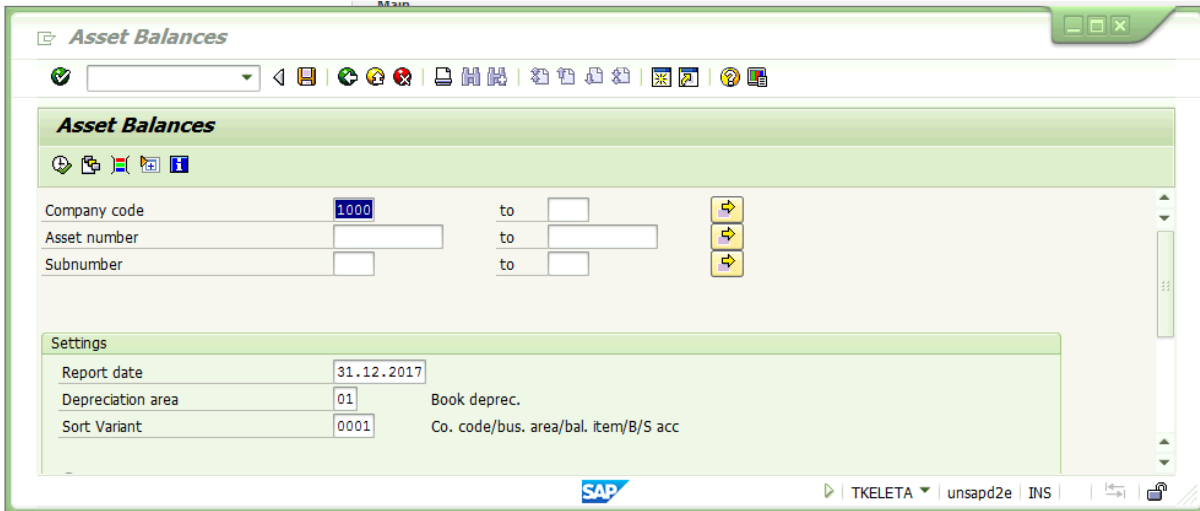 Main
Asset Balances
Asset Balances
Company code 1000 to
Asset number to
Subnumber to
Settings
Report date 31.12.2017
Depreciation area 01 Book deprec.
Sort Variant 0001 Co. code/bus. area/bal. item/B/S acc
SAP TKELETA unsapd2e INS